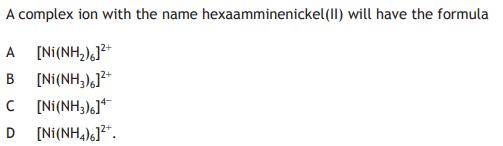 A complex ion with the name hexaamminenickel(II) will have the formula
A [Ni(NH₂)₆]²⁺
B [Ni(NH₃)₆]²⁺
C [Ni(NH₃)₆]⁴⁻
D [Ni(NH₄)₆]²⁺.